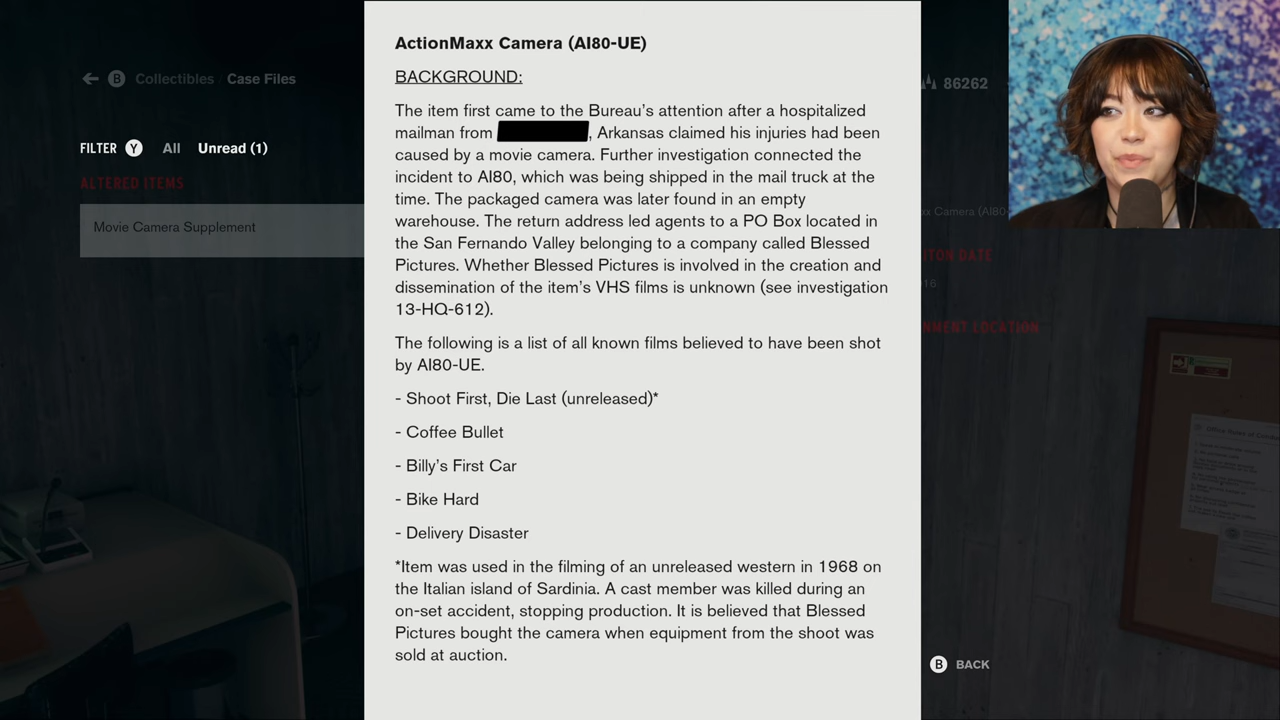 ActionMaxx Camera (AI80-UE)
BACKGROUND:
The item first came to the Bureau's attention after a hospitalized
mailman from , Arkansas claimed his injuries had been
caused by a movie camera. Further investigation connected the
incident to AI80, which was being shipped in the mail truck at the
time. The packaged camera was later found in an empty
warehouse. The return address led agents to a PO Box located in
the San Fernando Valley belonging to a company called Blessed
Pictures. Whether Blessed Pictures is involved in the creation and
dissemination of the item's VHS films is unknown (see investigation
13-HQ-612).
The following is a list of all known films believed to have been shot
by AI80-UE.
- Shoot First, Die Last (unreleased)*
- Coffee Bullet
- Billy's First Car
- Bike Hard
- Delivery Disaster
*Item was used in the filming of an unreleased western in 1968 on
the Italian island of Sardinia. A cast member was killed during an
on-set accident, stopping production. It is believed that Blessed
Pictures bought the camera when equipment from the shoot was
sold at auction.
B Collectibles Case Files
FILTER Y All Unread (1)
ALTERED ITEMS
Movie Camera Supplement
86262
Camera (AI80
DATE
LOCATION
B BACK